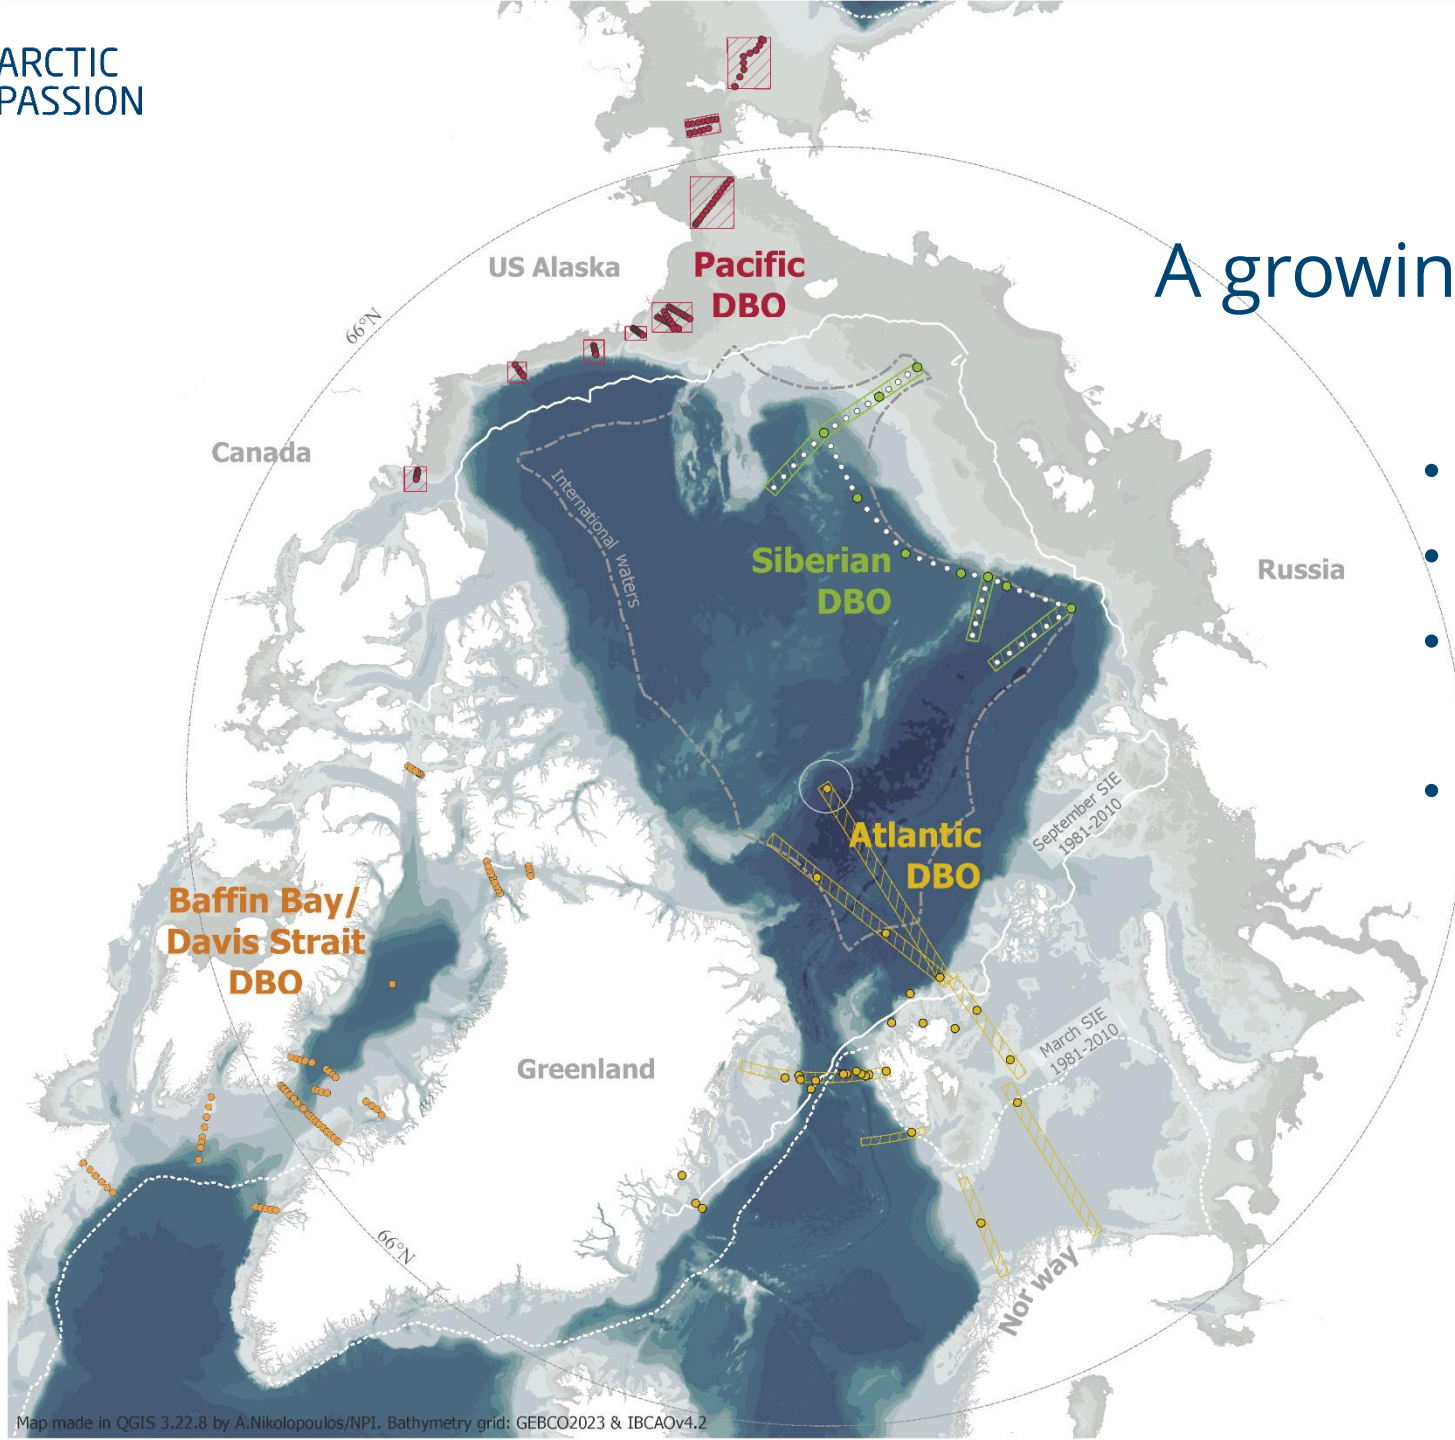 ARCTIC
PASSION
A growin
US Alaska
Pacific
DBO
66°N
Canada
International waters
Siberian
DBO
Russia
September SIE
1981-2010
Atlantic
DBO
Baffin Bay/
Davis Strait
DBO
March SIE
1981-2010
Greenland
66°N
Norway
Map made in QGIS 3.22.8 by A.Nikolopoulos/NPI. Bathymetry grid: GEBCO2023 & IBCAOv4.2